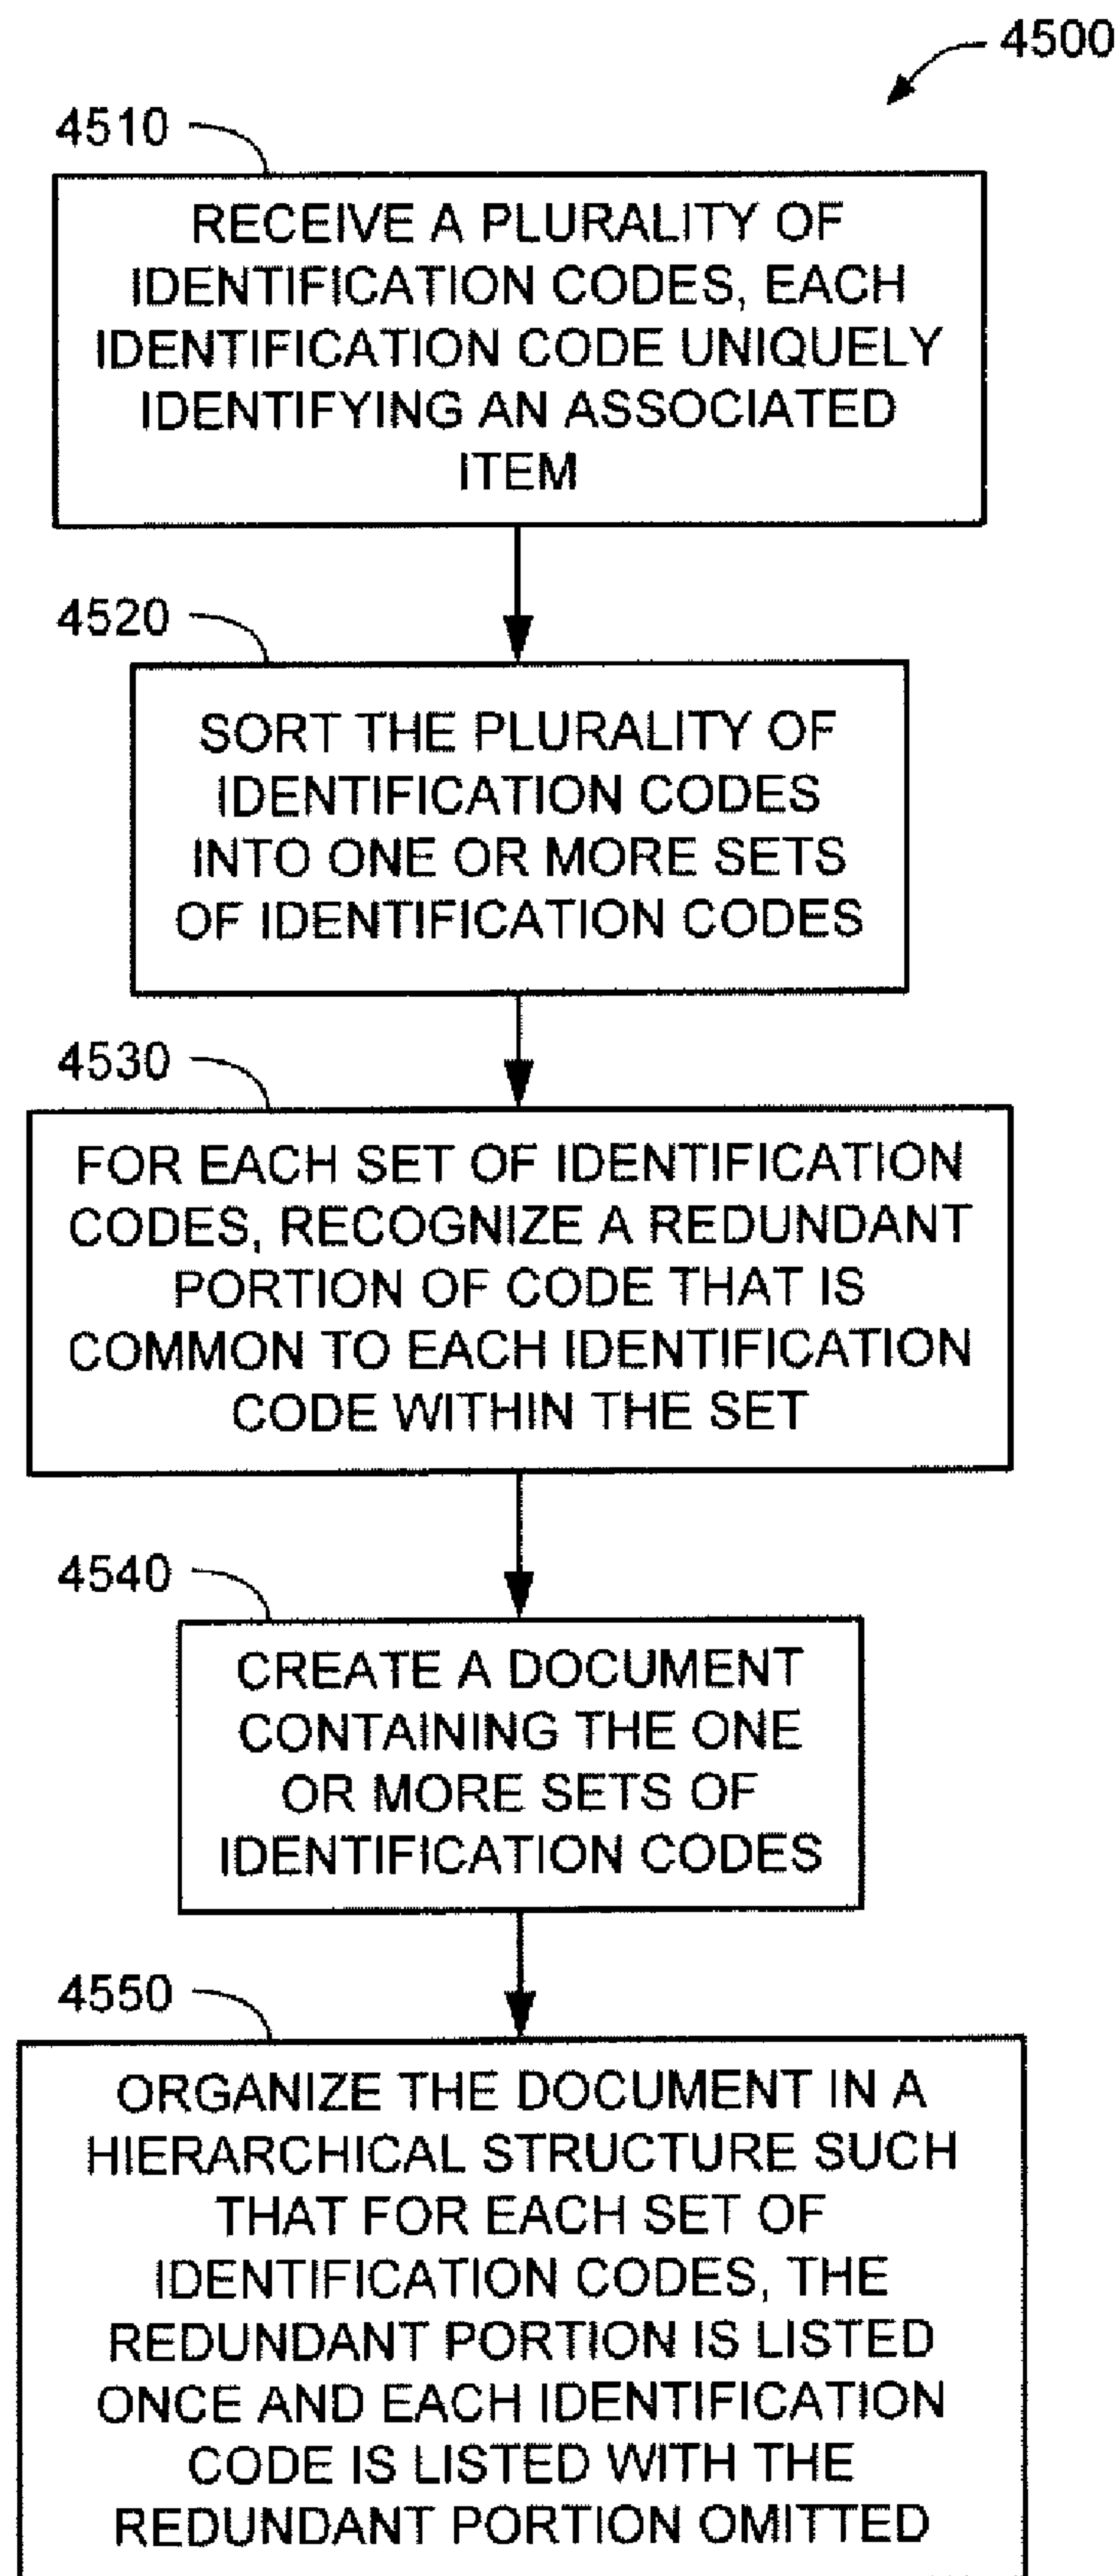 4500
4510
RECEIVE A PLURALITY OF
IDENTIFICATION CODES, EACH
IDENTIFICATION CODE UNIQUELY
IDENTIFYING AN ASSOCIATED
ITEM
4520
SORT THE PLURALITY OF
IDENTIFICATION CODES
INTO ONE OR MORE SETS
OF IDENTIFICATION CODES
4530
FOR EACH SET OF IDENTIFICATION
CODES, RECOGNIZE A REDUNDANT
PORTION OF CODE THAT IS
COMMON TO EACH IDENTIFICATION
CODE WITHIN THE SET
4540
CREATE A DOCUMENT
CONTAINING THE ONE
OR MORE SETS OF
IDENTIFICATION CODES
4550
ORGANIZE THE DOCUMENT IN A
HIERARCHICAL STRUCTURE SUCH
THAT FOR EACH SET OF
IDENTIFICATION CODES, THE
REDUNDANT PORTION IS LISTED
ONCE AND EACH IDENTIFICATION
CODE IS LISTED WITH THE
REDUNDANT PORTION OMITTED